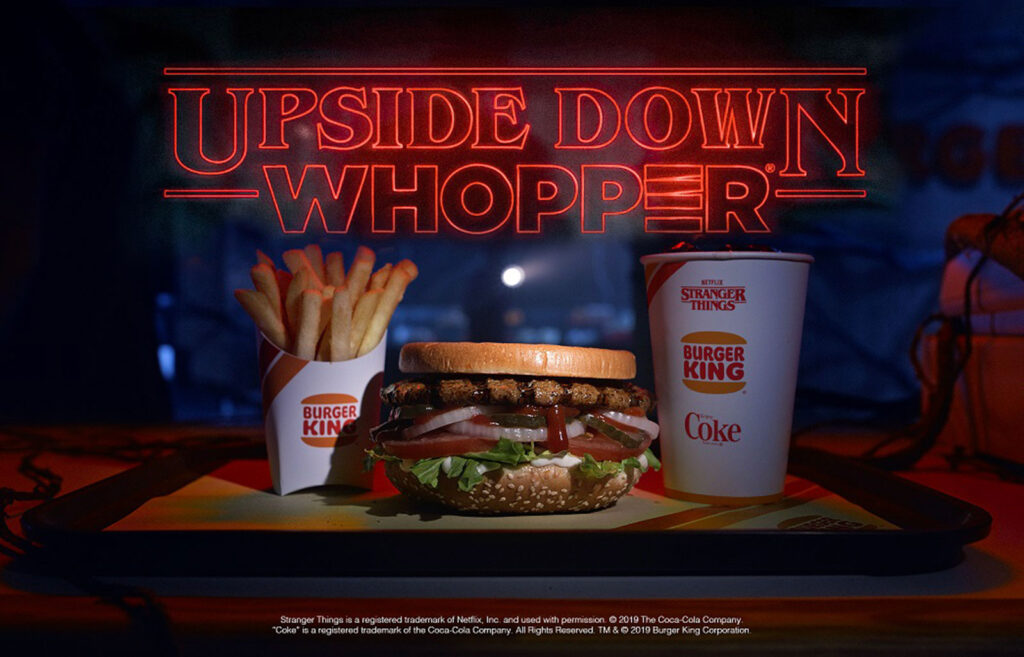 UPSIDE DOWN
WHOPPER®
BURGER
KING
NETFLIX
STRANGER
THINGS
BURGER
KING
Coke
Stranger Things is a registered trademark of Netflix, Inc. and used with permission. © 2019 The Coca-Cola Company.
"Coke" is a registered trademark of the Coca-Cola Company. All Rights Reserved. TM & © 2019 Burger King Corporation.